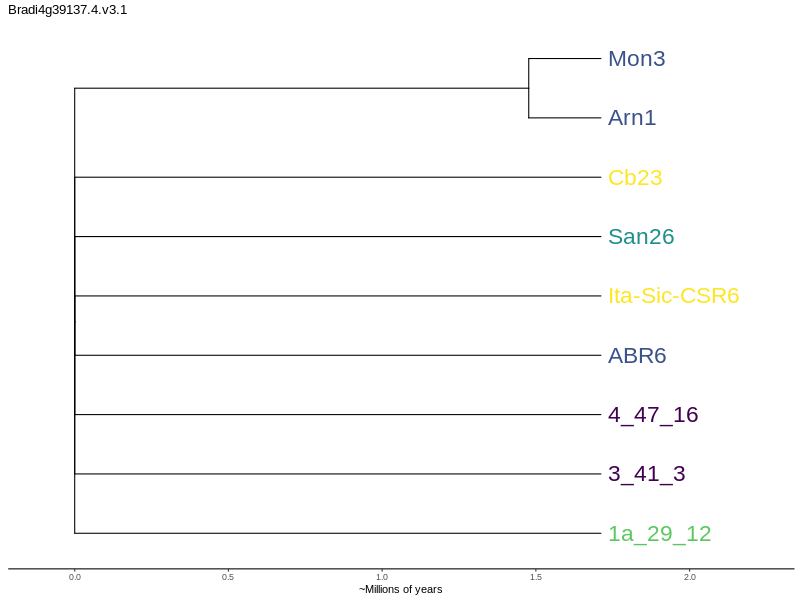 Bradi4g39137.4.v3.1
Mon3
Arn1
Cb23
San26
Ita-Sic-CSR6
ABR6
4_47_16
3_41_3
1a_29_12
0.0 0.5 1.0 1.5 2.0
~Millions of years